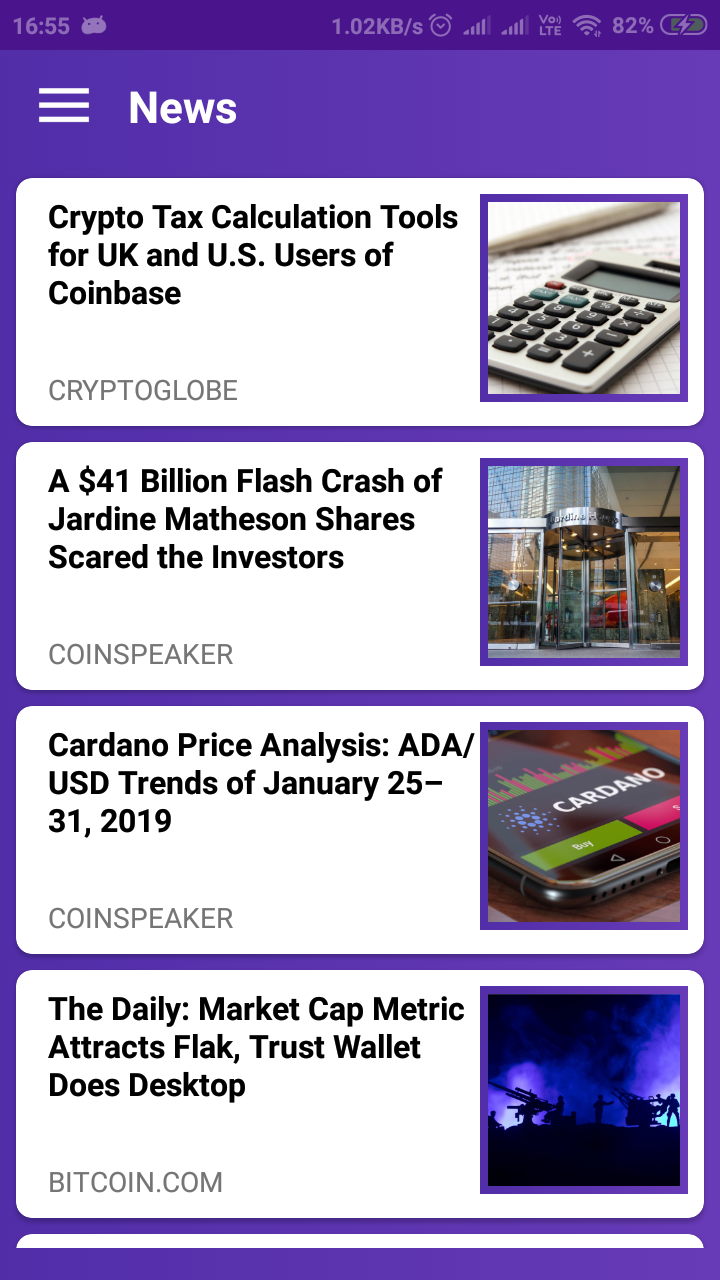 16:55 1.02KB/s Vo) LTE 82%
News
Crypto Tax Calculation Tools
for UK and U.S. Users of
Coinbase
CRYPTOGLOBE
A $41 Billion Flash Crash of
Jardine Matheson Shares
Scared the Investors
COINSPEAKER
Cardano Price Analysis: ADA/
USD Trends of January 25–
31, 2019
CARDANO
Buy
COINSPEAKER
The Daily: Market Cap Metric
Attracts Flak, Trust Wallet
Does Desktop
BITCOIN.COM